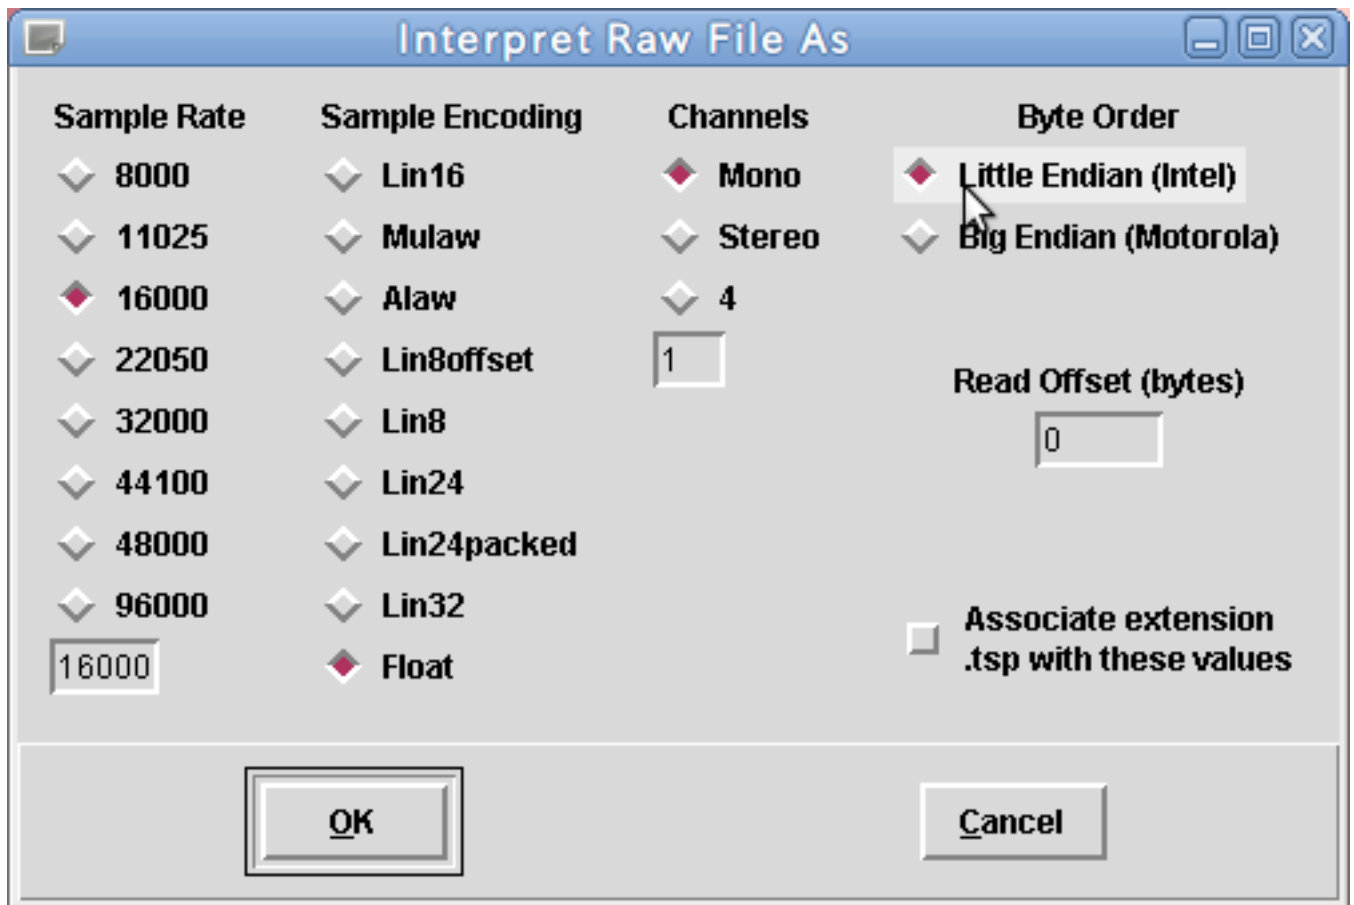 Interpret Raw File As
Sample Rate
8000
11025
16000
22050
32000
44100
48000
96000
16000
Sample Encoding
Lin16
Mulaw
Alaw
Lin8offset
Lin8
Lin24
Lin24packed
Lin32
Float
Channels
Mono
Stereo
4
1
Byte Order
Little Endian (Intel)
Big Endian (Motorola)
Read Offset (bytes)
0
Associate extension
.tsp with these values
OK
Cancel